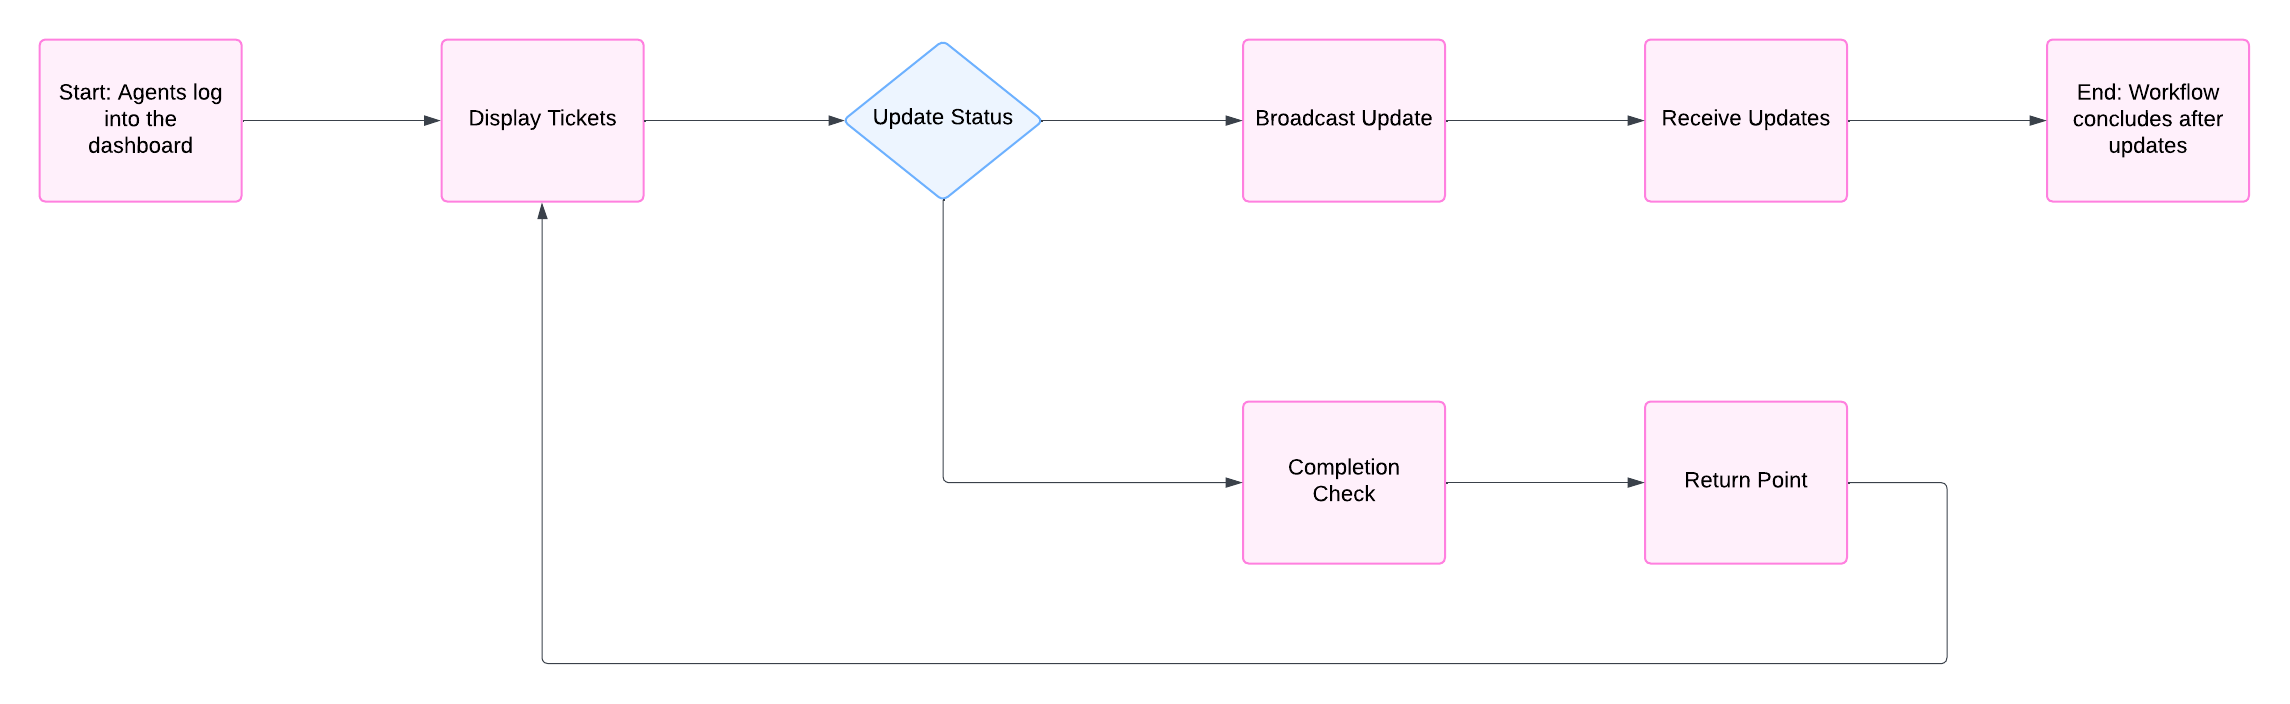 Start: Agents log
into the
dashboard
Display Tickets
Update Status
Broadcast Update
Receive Updates
End: Workflow
concludes after
updates
Completion
Check
Return Point